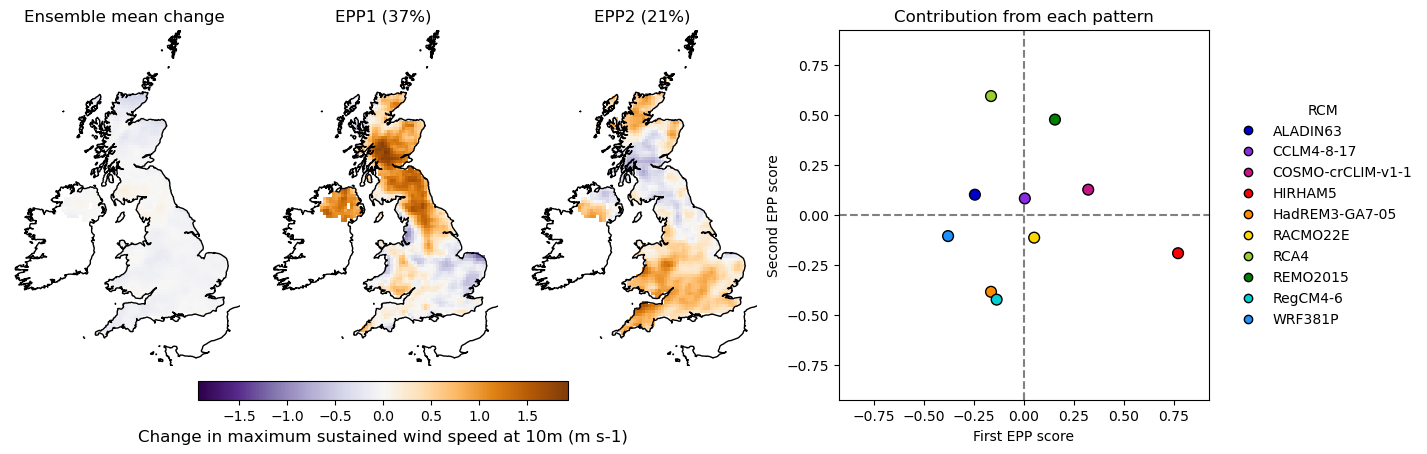 Ensemble mean change
EPP1 (37%)
EPP2 (21%)
−1.5 −1.0 −0.5 0.0 0.5 1.0 1.5
Change in maximum sustained wind speed at 10m (m s-1)
Contribution from each pattern
Second EPP score
0.75
0.50
0.25
0.00
−0.25
−0.50
−0.75
−0.75 −0.50 −0.25 0.00 0.25 0.50 0.75
First EPP score
RCM
ALADIN63
CCLM4-8-17
COSMO-crCLIM-v1-1
HIRHAM5
HadREM3-GA7-05
RACMO22E
RCA4
REMO2015
RegCM4-6
WRF381P